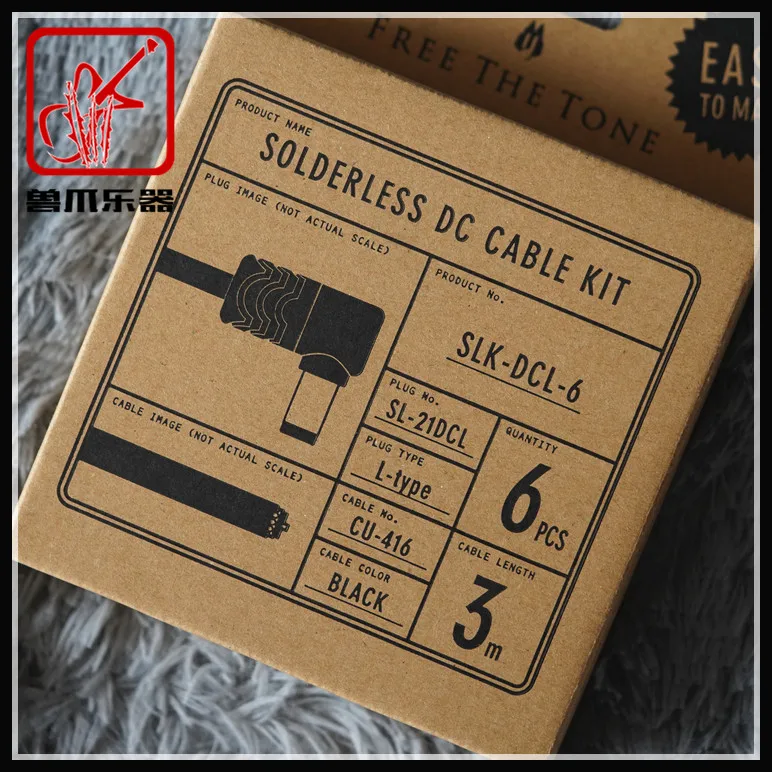 FREE THE TONE
EAS
TO MA
兽爪乐器
PRODUCT NAME
SOLDERLESS DC CABLE KIT
PLUG IMAGE (NOT ACTUAL SCALE)
PRODUCT No.
SLK-DCL-6
PLUG No.
SL-21DCL
PLUG TYPE
L-type
QUANTITY
6 PCS
CABLE IMAGE (NOT ACTUAL SCALE)
CABLE No.
CU-416
CABLE COLOR
BLACK
CABLE LENGTH
3m